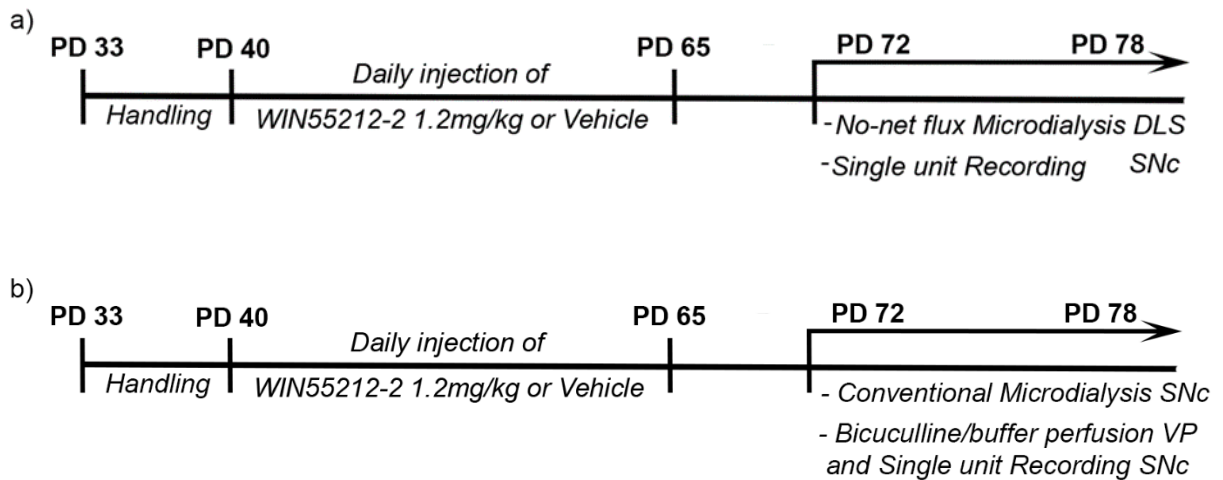 a)
PD 33 PD 40 PD 65 PD 72 PD 78
Daily injection of
Handling WIN55212-2 1.2mg/kg or Vehicle -No-net flux Microdialysis DLS
-Single unit Recording SNc
b)
PD 33 PD 40 PD 65 PD 72 PD 78
Daily injection of
Handling WIN55212-2 1.2mg/kg or Vehicle - Conventional Microdialysis SNc
- Bicuculline/buffer perfusion VP
and Single unit Recording SNc